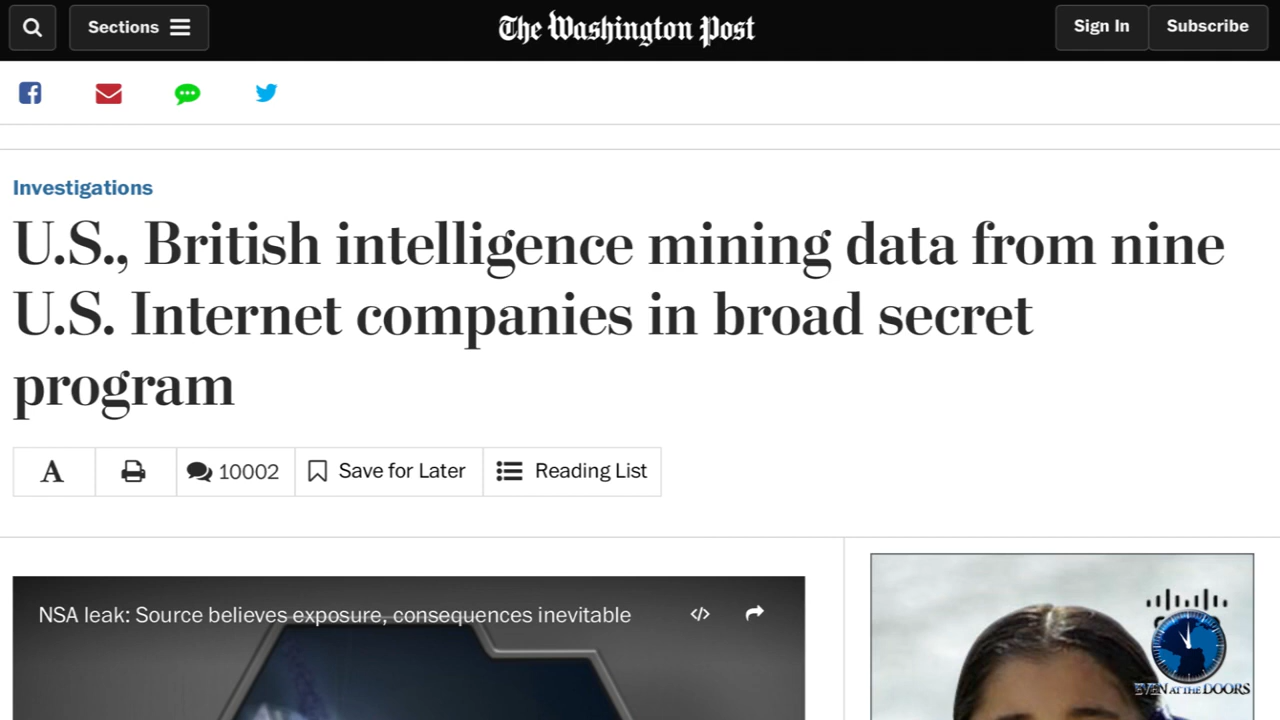 Sections
The Washington Post
Sign In
Subscribe
Investigations
U.S., British intelligence mining data from nine
U.S. Internet companies in broad secret
program
A
10002
Save for Later
Reading List
NSA leak: Source believes exposure, consequences inevitable
EVEN AT THE DOORS